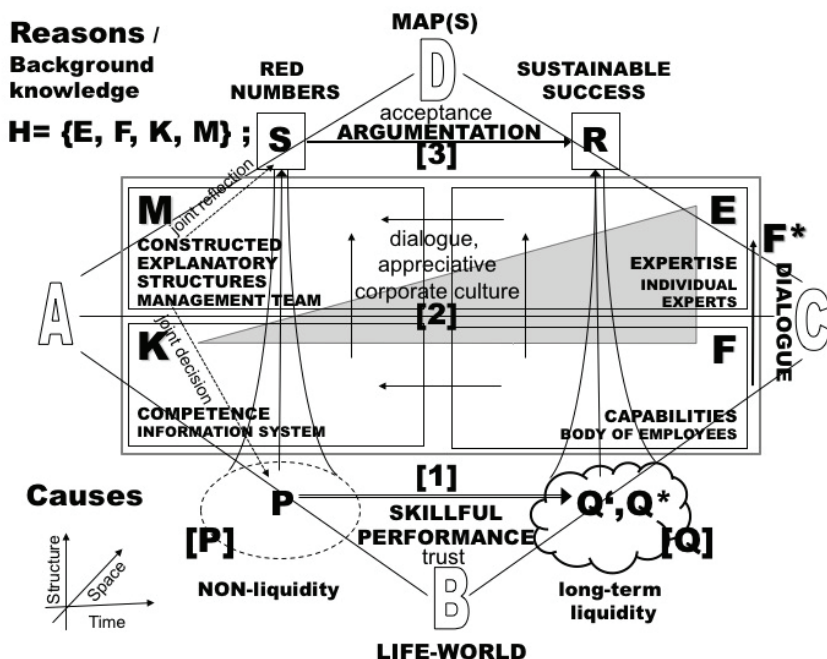 Reasons /
Background
knowledge
H= {E, F, K, M} ;
MAP(S)
D
RED
NUMBERS
SUSTAINABLE
SUCCESS
S
acceptance
ARGUMENTATION
[3]
R
joint reflection
M
CONSTRUCTED
EXPLANATORY
STRUCTURES
MANAGEMENT TEAM
dialogue,
appreciative
corporate culture
[2]
E
EXPERTISE
INDIVIDUAL
EXPERTS
F*
DIALOGUE
A
C
joint decision
K
COMPETENCE
INFORMATION SYSTEM
F
CAPABILITIES
BODY OF EMPLOYEES
Causes
[1]
P
SKILLFUL
PERFORMANCE
trust
Q‘,Q*
[P]
[Q]
NON-liquidity
B
long-term
liquidity
LIFE-WORLD
Structure
Space
Time